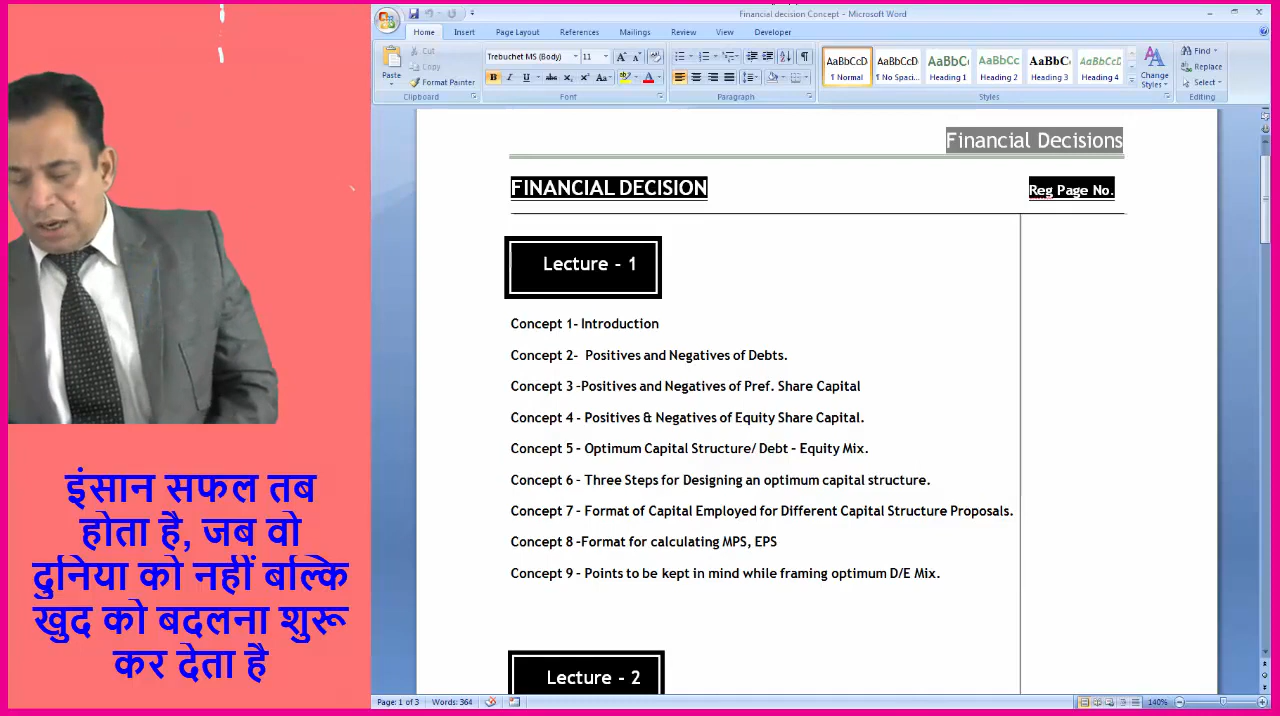 Financial decision Concept - Microsoft Word
Home Insert Page Layout References Mailings Review View Developer
Cut
Copy
Format Painter
Paste
Clipboard
Trebuchet MS (Body) 11
Font
Paragraph
AaBbCcD AaBbCcD AaBbC AaBbCc AaBbCc AaBbCcD
1 Normal 1 No Spaci... Heading 1 Heading 2 Heading 3 Heading 4
Change Styles
Styles
Find
Replace
Select
Editing
Financial Decisions
FINANCIAL DECISION Reg Page No.
Lecture - 1
Concept 1- Introduction
Concept 2- Positives and Negatives of Debts.
Concept 3 -Positives and Negatives of Pref. Share Capital
Concept 4 - Positives & Negatives of Equity Share Capital.
Concept 5 - Optimum Capital Structure/ Debt - Equity Mix.
Concept 6 - Three Steps for Designing an optimum capital structure.
Concept 7 - Format of Capital Employed for Different Capital Structure Proposals.
Concept 8 -Format for calculating MPS, EPS
Concept 9 - Points to be kept in mind while framing optimum D/E Mix.
Lecture - 2
Page: 1 of 3 Words: 364 140%
इंसान सफल तब
होता है, जब वो
दुनिया को नहीं बल्कि
खुद को बदलना शुरू
कर देता है